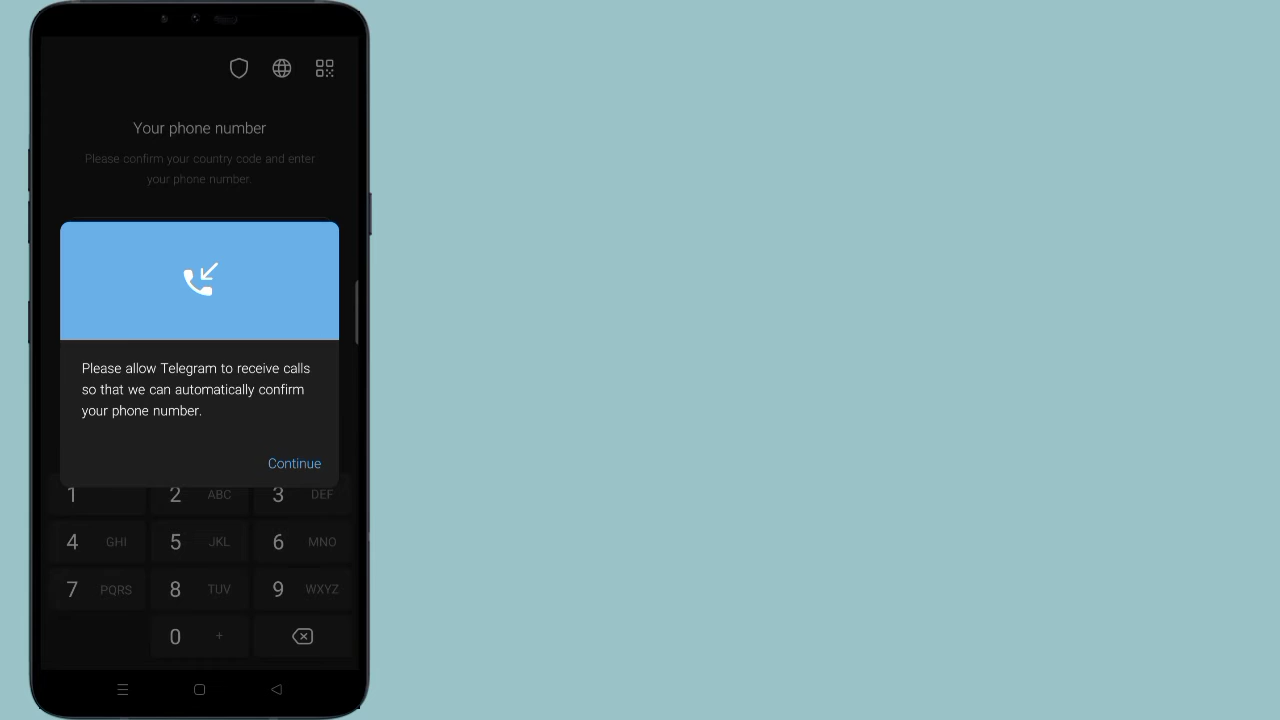 Your phone number
Please confirm your country code and enter
your phone number.
Please allow Telegram to receive calls
so that we can automatically confirm
your phone number.
Continue
1 2 ABC 3 DEF
4 GHI 5 JKL 6 MNO
7 PQRS 8 TUV 9 WXYZ
0 +